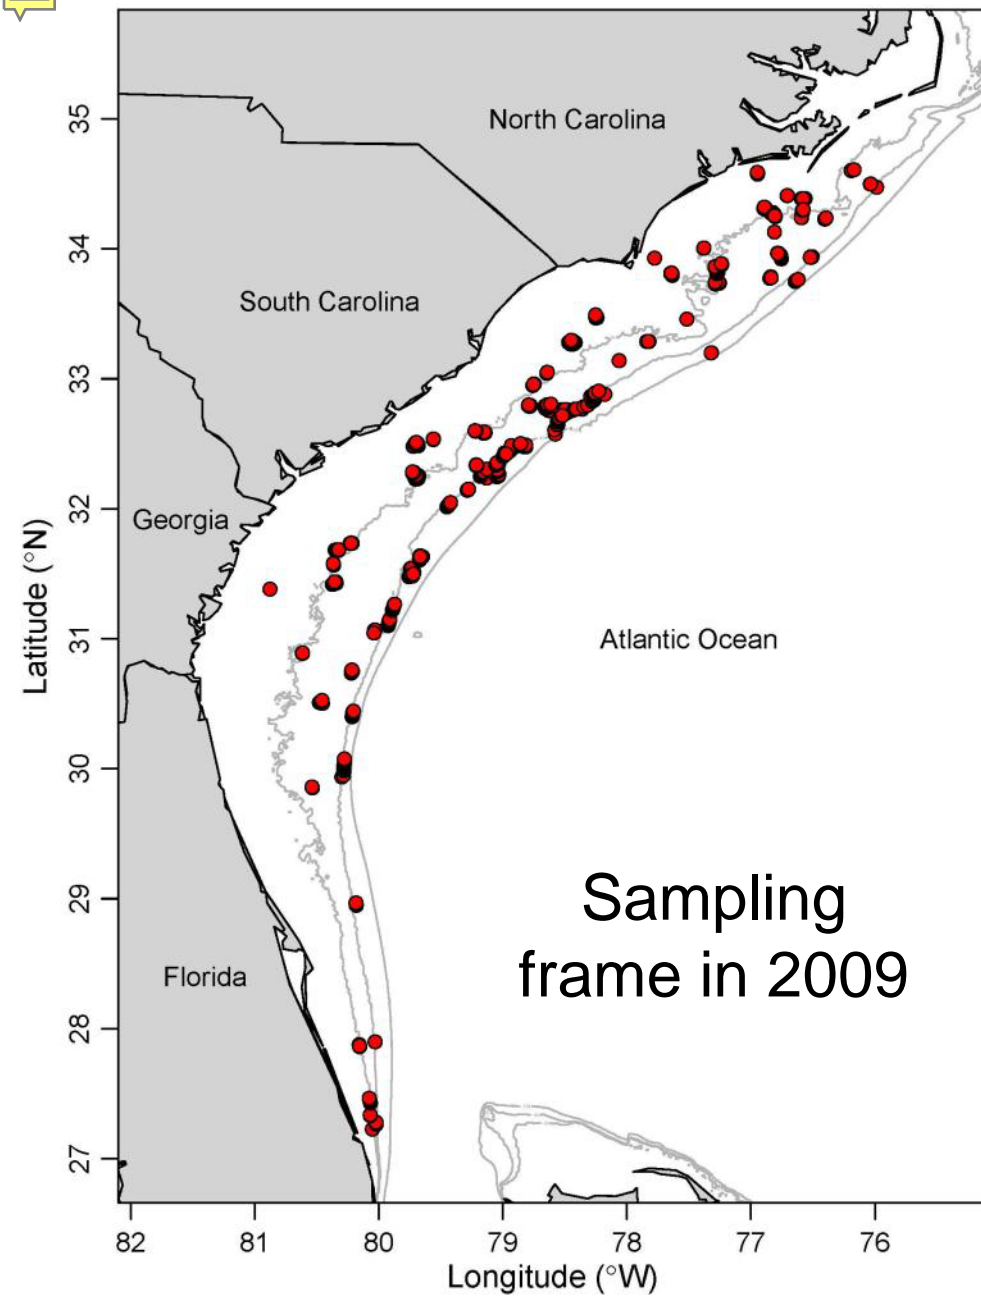 35
34
33
32
31
30
29
28
27
Latitude (°N)
North Carolina
South Carolina
Georgia
Atlantic Ocean
Sampling
frame in 2009
Florida
82 81 80 79 78 77 76
Longitude (°W)